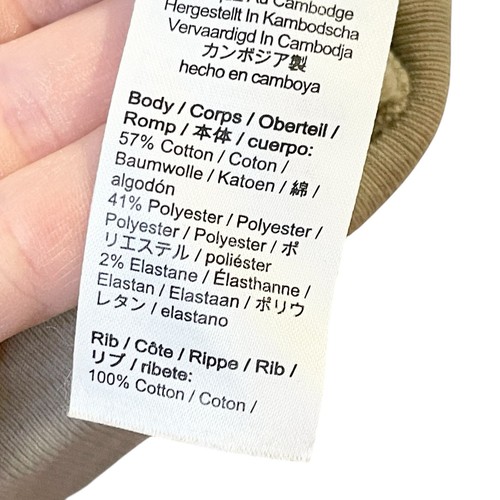 Au Cambodge
Hergestellt In Kambodscha
Vervaardigd In Cambodja
カンボジア製
hecho en camboya
Body / Corps / Oberteil /
Romp / 本体 / cuerpo:
57% Cotton / Coton /
Baumwolle / Katoen / 綿 /
algodón
41% Polyester / Polyester /
Polyester / Polyester / ポ
リエステル / poliéster
2% Elastane / Élasthanne /
Elastan / Elastaan / ポリウ
レタン / elastano
Rib / Côte / Rippe / Rib /
リブ / ribete:
100% Cotton / Coton /